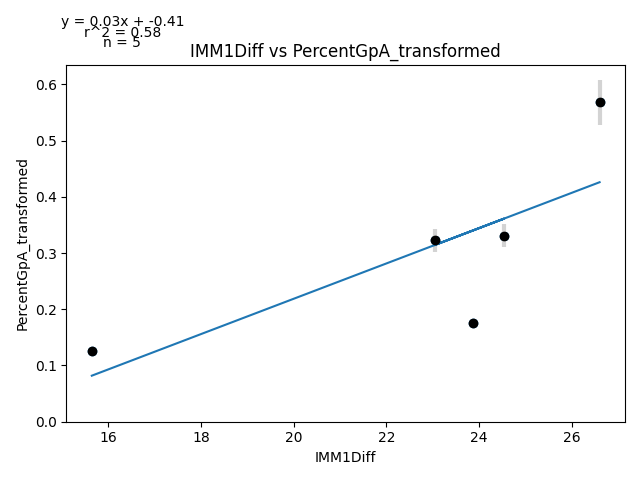 y = 0.03x + -0.41
r^2 = 0.58
n = 5
IMM1Diff vs PercentGpA_transformed
PercentGpA_transformed
0.6
0.5
0.4
0.3
0.2
0.1
0.0
16 18 20 22 24 26
IMM1Diff